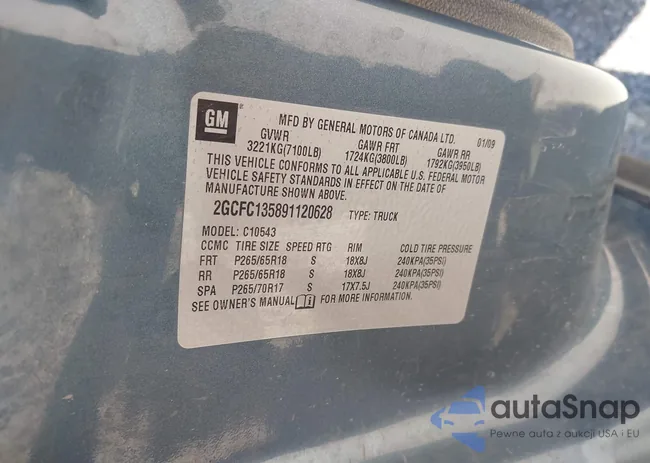 GM ®
MFD BY GENERAL MOTORS OF CANADA LTD. 01/09
GVWR GAWR FRT GAWR RR
3221KG(7100LB) 1724KG(3800LB) 1792KG(3950LB)
THIS VEHICLE CONFORMS TO ALL APPLICABLE U.S. FEDERAL MOTOR
VEHICLE SAFETY STANDARDS IN EFFECT ON THE DATE OF
MANUFACTURE SHOWN ABOVE.
2GCFC135891120628 TYPE: TRUCK
MODEL: C10543
CCMC TIRE SIZE SPEED RTG RIM COLD TIRE PRESSURE
FRT P265/65R18 S 18X8J 240KPA(35PSI)
RR P265/65R18 S 18X8J 240KPA(35PSI)
SPA P265/70R17 S 17X7.5J 240KPA(35PSI)
SEE OWNER'S MANUAL FOR MORE INFORMATION.
autaSnap
Pewne auta z aukcji USA i EU